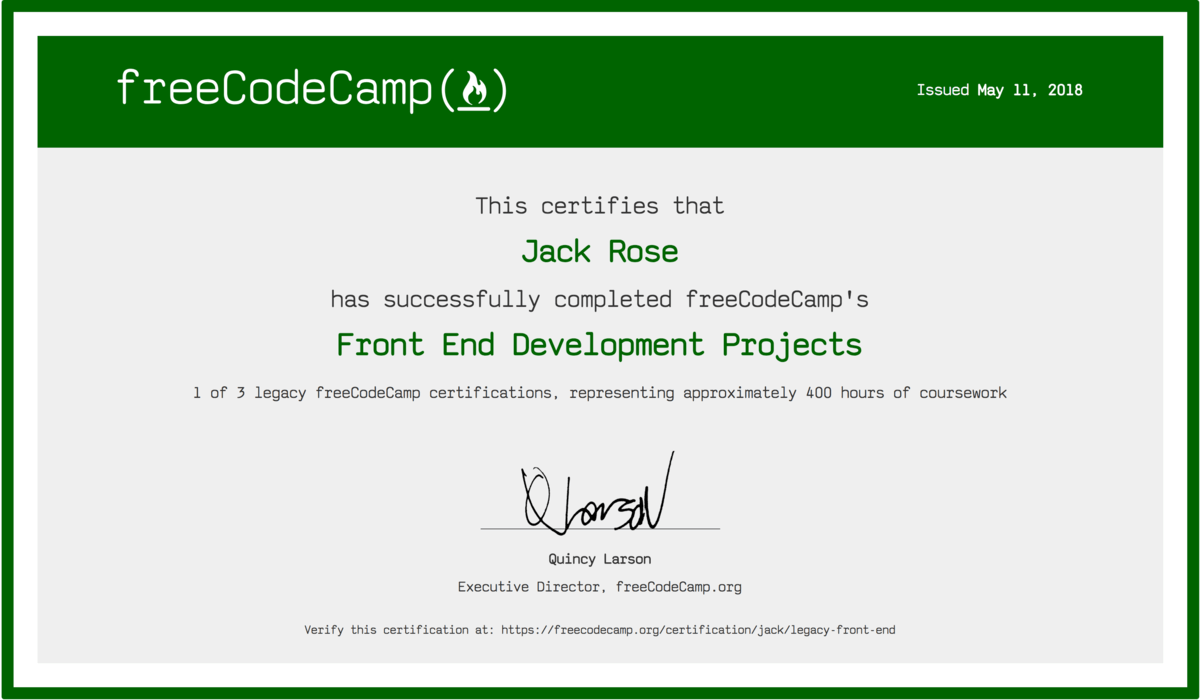 freeCodeCamp(🔥)
Issued May 11, 2018
This certifies that
Jack Rose
has successfully completed freeCodeCamp's
Front End Development Projects
1 of 3 legacy freeCodeCamp certifications, representing approximately 400 hours of coursework
Q Larson
Quincy Larson
Executive Director, freeCodeCamp.org
Verify this certification at: https://freecodecamp.org/certification/jack/legacy-front-end